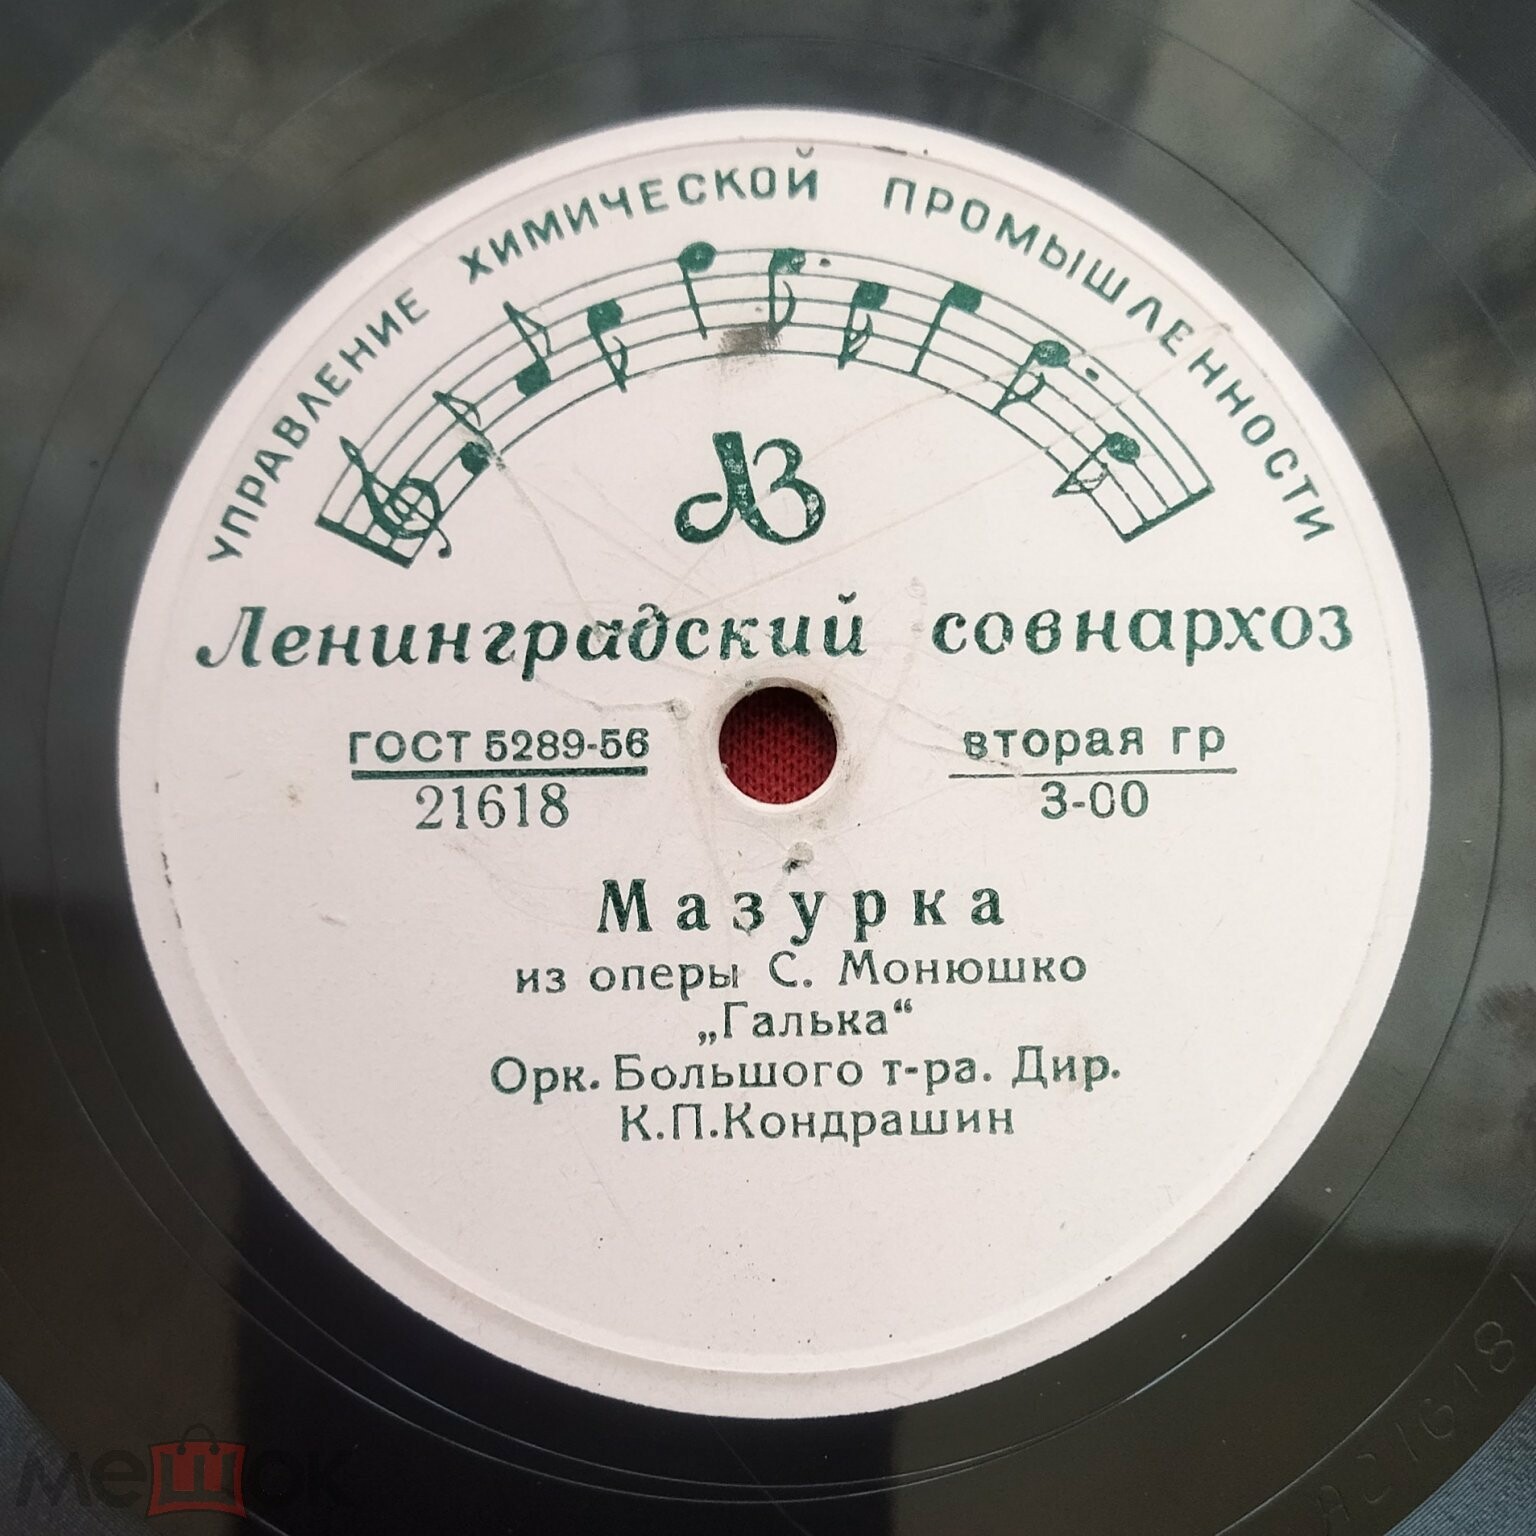 УПРАВЛЕНИЕ ХИМИЧЕСКОЙ ПРОМЫШЛЕННОСТИ
ЛЗ
Ленинградский совнархоз
ГОСТ 5289-56
21618
вторая гр
3-00
Мазурка
из оперы С. Монюшко
„Галька“
Орк. Большого т-ра. Дир.
К.П.Кондрашин
мешок